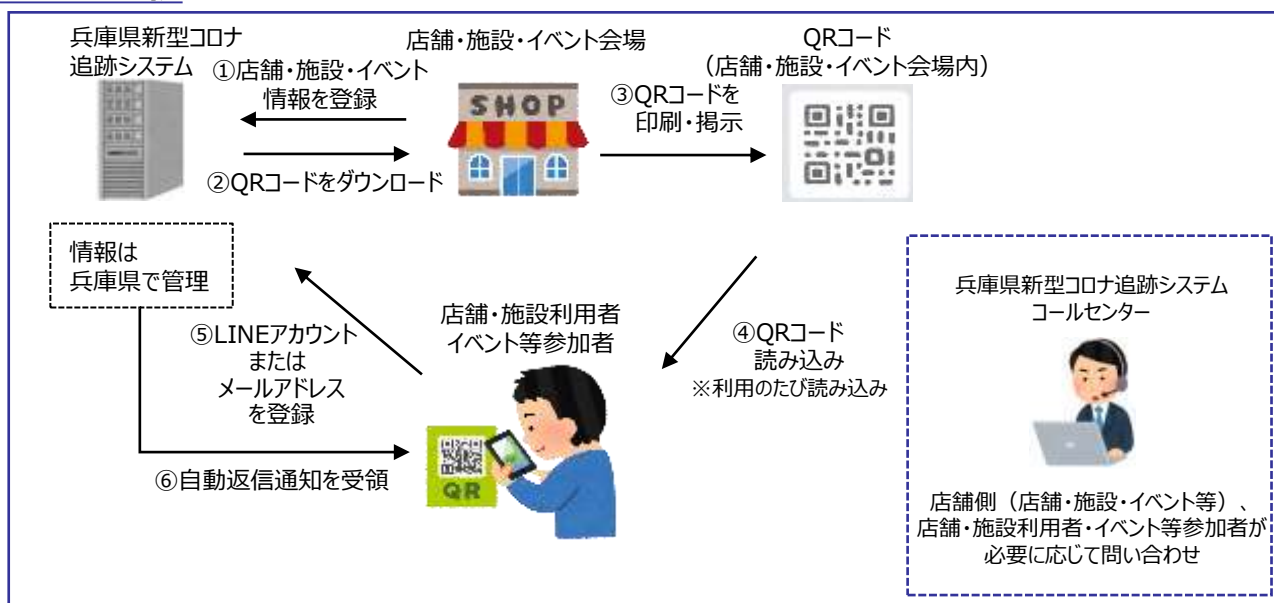 兵庫県新型コロナ
追跡システム
①店舗・施設・イベント
情報を登録
②QRコードをダウンロード
店舗・施設・イベント会場
SHOP
③QRコードを
印刷・掲示
QRコード
（店舗・施設・イベント会場内）
④QRコード
読み込み
※利用のたび読み込み
店舗・施設利用者
イベント等参加者
QR
⑤LINEアカウント
または
メールアドレス
を登録
情報は
兵庫県で管理
⑥自動返信通知を受領
兵庫県新型コロナ追跡システム
コールセンター
店舗側（店舗・施設・イベント等）、
店舗・施設利用者・イベント等参加者が
必要に応じて問い合わせ